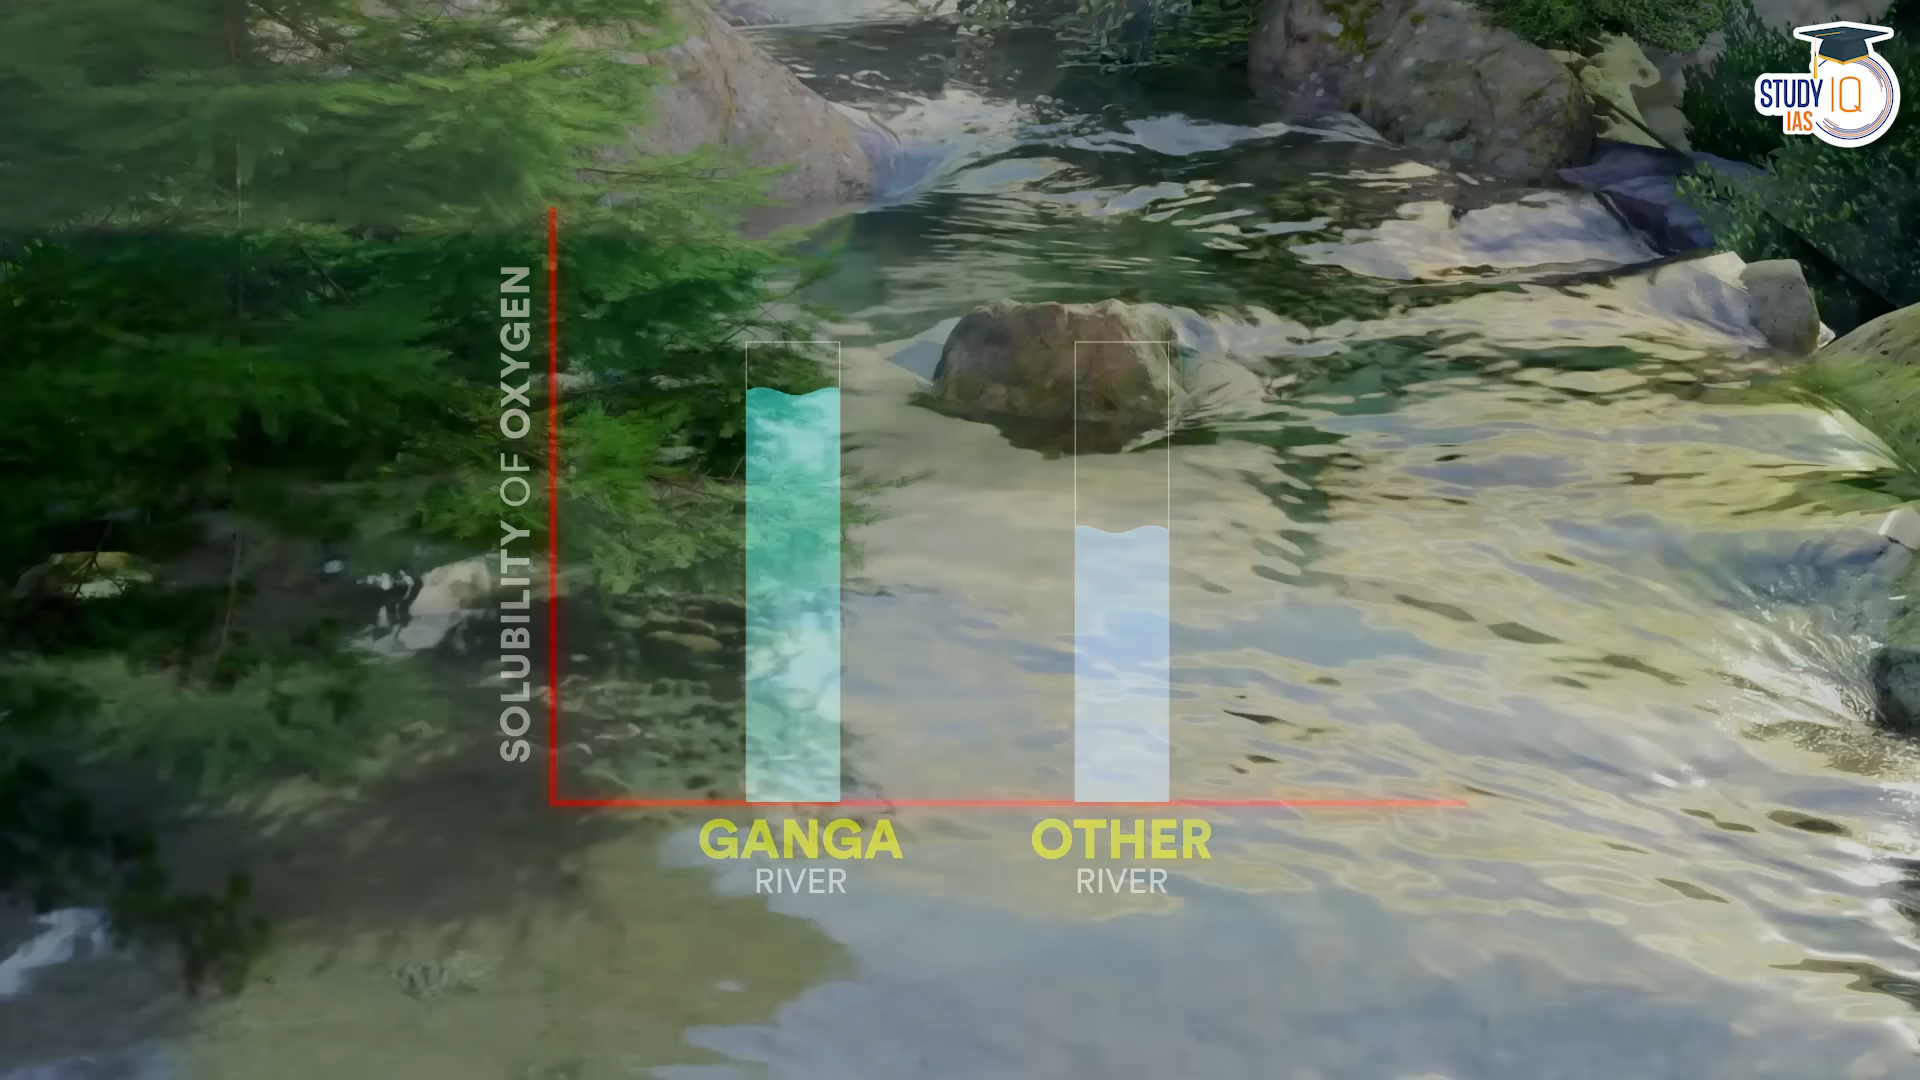 STUDY IQ
IAS
SOLUBILITY OF OXYGEN
GANGA
RIVER
OTHER
RIVER